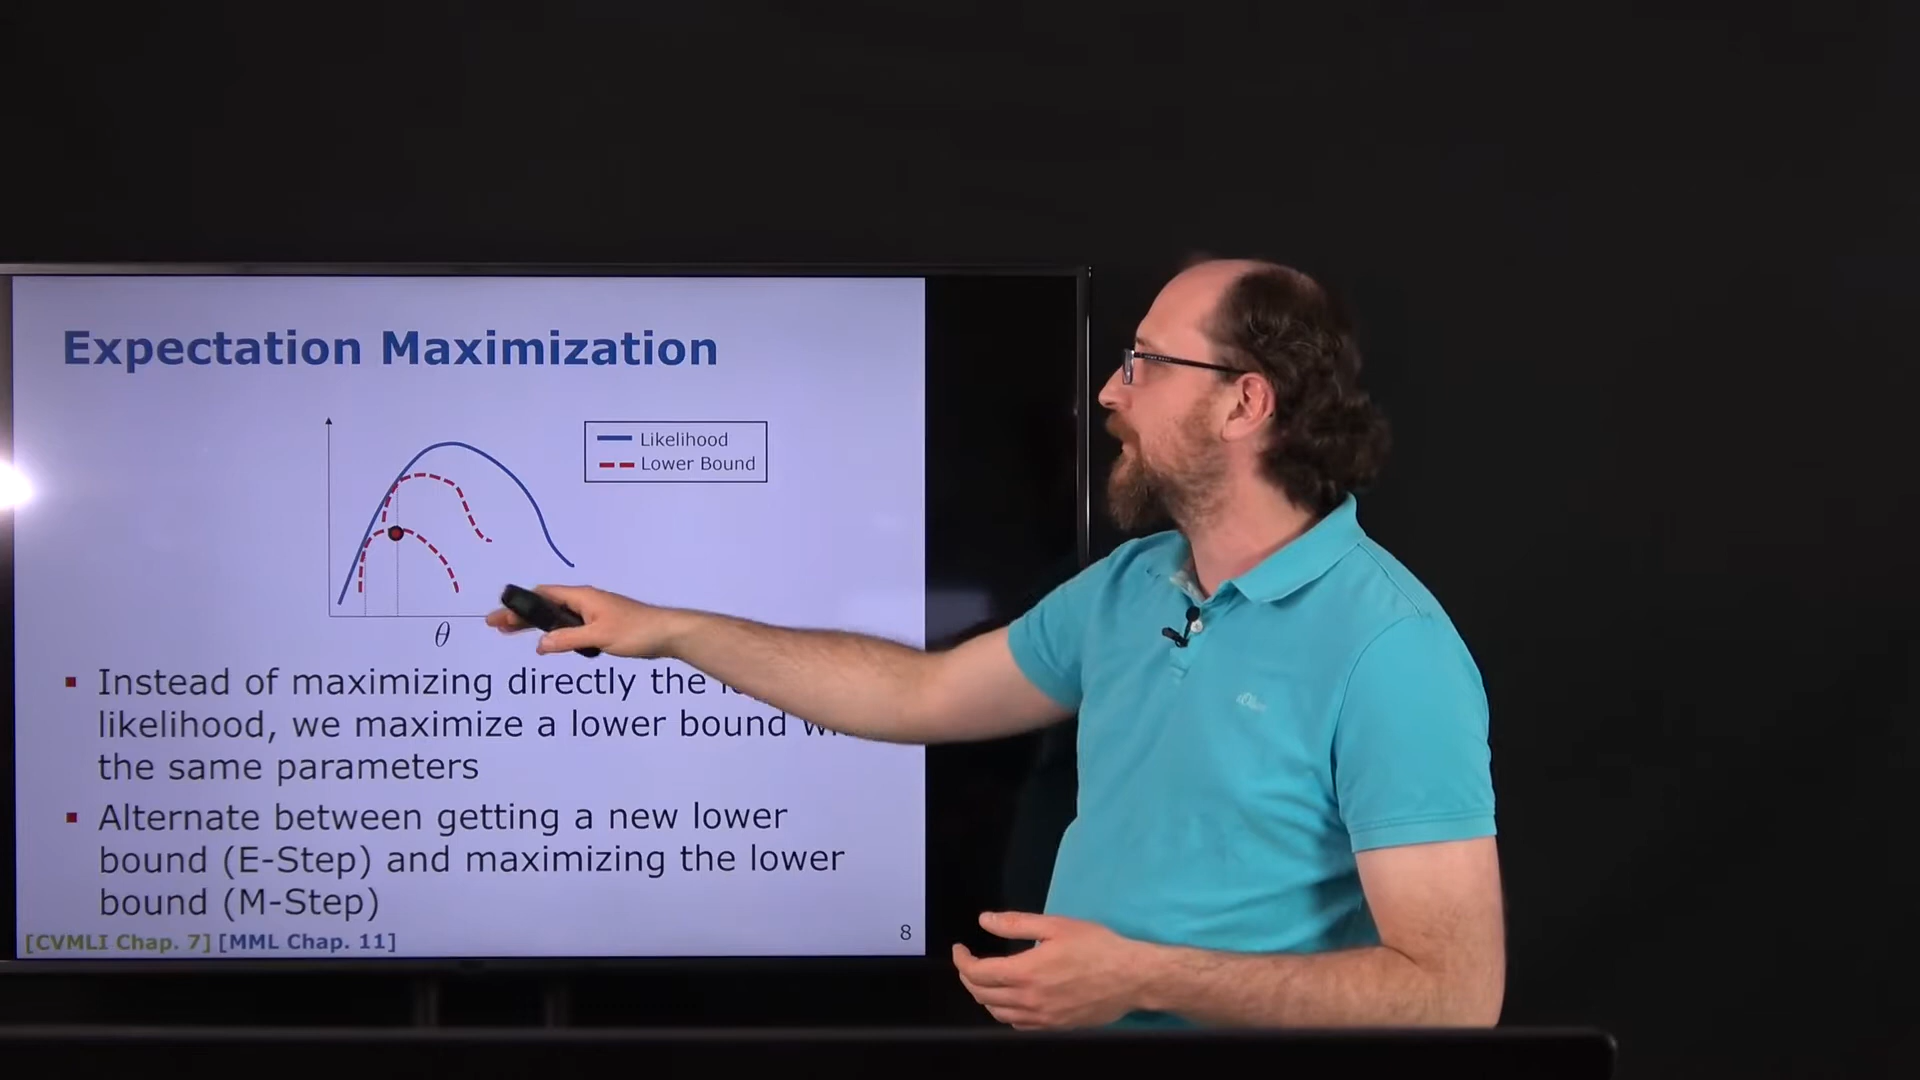 Expectation Maximization
Likelihood
Lower Bound
θ
▪ Instead of maximizing directly the
likelihood, we maximize a lower bound
the same parameters
▪ Alternate between getting a new lower
bound (E-Step) and maximizing the lower
bound (M-Step)
[CVMLI Chap. 7] [MML Chap. 11]
8